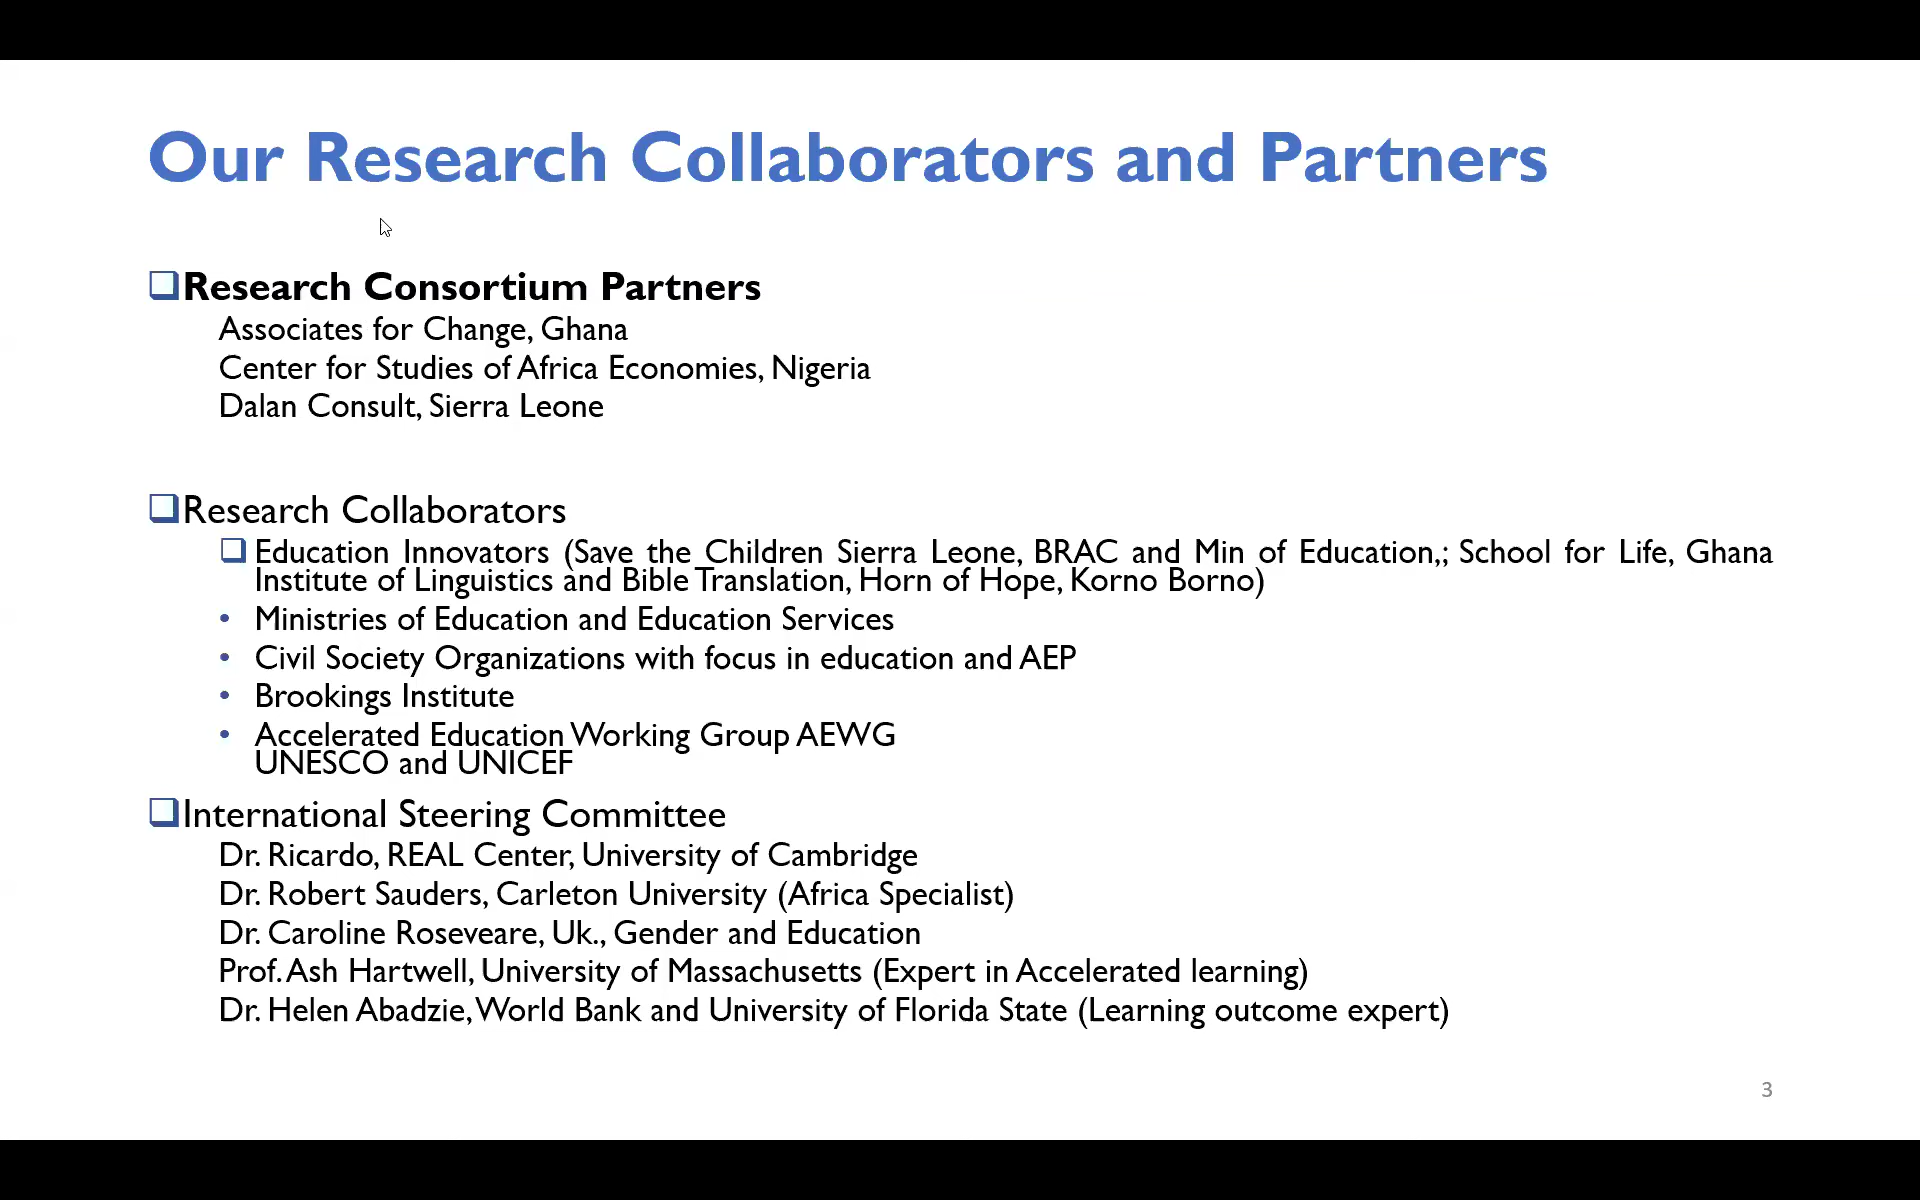 Our Research Collaborators and Partners
Research Consortium Partners
Associates for Change, Ghana
Center for Studies of Africa Economies, Nigeria
Dalan Consult, Sierra Leone
Research Collaborators
Education Innovators (Save the Children Sierra Leone, BRAC and Min of Education,; School for Life, Ghana
Institute of Linguistics and Bible Translation, Horn of Hope, Korno Borno)
• Ministries of Education and Education Services
• Civil Society Organizations with focus in education and AEP
• Brookings Institute
• Accelerated Education Working Group AEWG
UNESCO and UNICEF
International Steering Committee
Dr. Ricardo, REAL Center, University of Cambridge
Dr. Robert Sauders, Carleton University (Africa Specialist)
Dr. Caroline Roseveare, Uk., Gender and Education
Prof. Ash Hartwell, University of Massachusetts (Expert in Accelerated learning)
Dr. Helen Abadzie, World Bank and University of Florida State (Learning outcome expert)
3